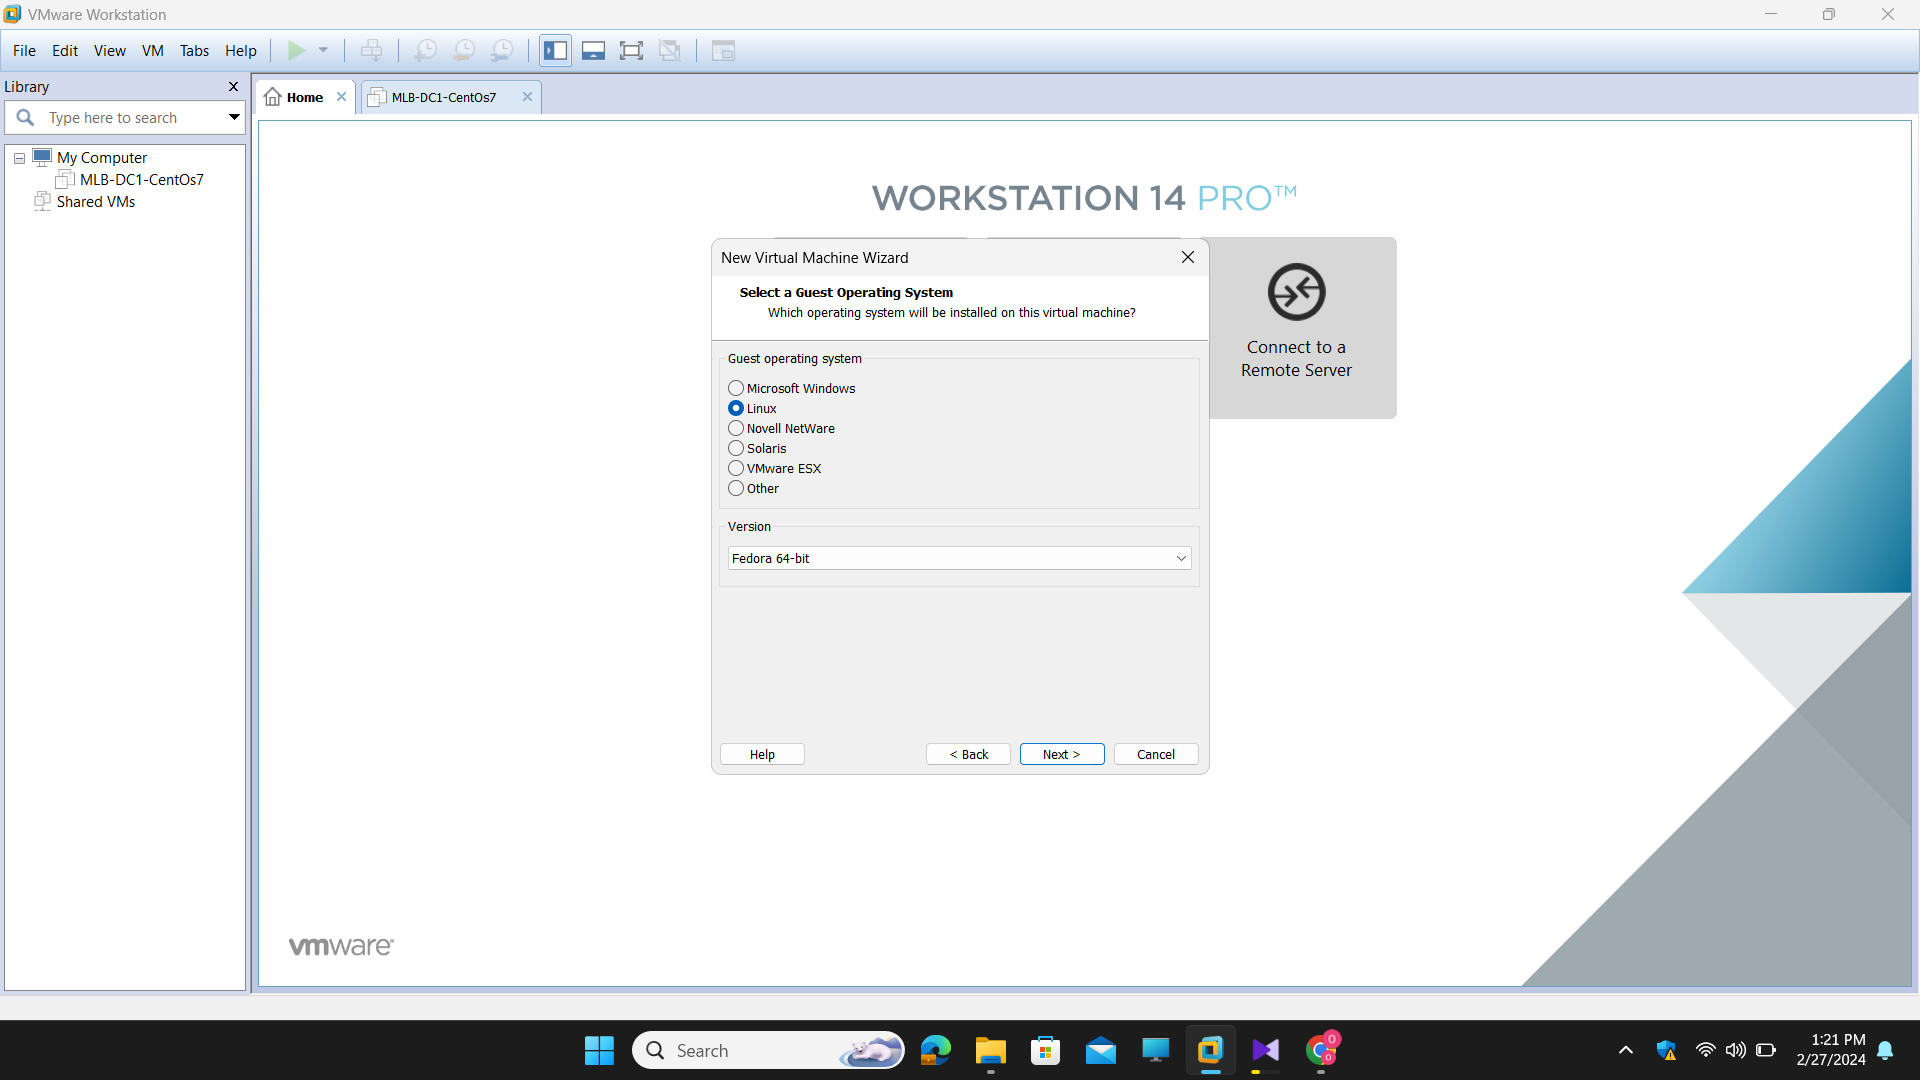 VMware Workstation
File Edit View VM Tabs Help
Library
Type here to search
My Computer
MLB-DC1-CentOs7
Shared VMs
Home
MLB-DC1-CentOs7
WORKSTATION 14 PRO™
New Virtual Machine Wizard
Select a Guest Operating System
Which operating system will be installed on this virtual machine?
Guest operating system
Microsoft Windows
Linux
Novell NetWare
Solaris
VMware ESX
Other
Version
Fedora 64-bit
Help
< Back
Next >
Cancel
Connect to a
Remote Server
vmware®
Search
0
0
1:21 PM
2/27/2024